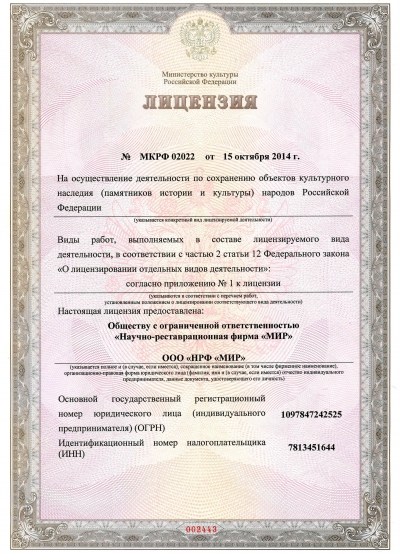 Министерство культуры
Российской Федерации
ЛИЦЕНЗИЯ
№ МКРФ 02022 от 15 октября 2014 г.
На осуществление деятельности по сохранению объектов культурного
наследия (памятников истории и культуры) народов Российской
Федерации
(указывается конкретный вид лицензируемой деятельности)
Виды работ, выполняемых в составе лицензируемого вида
деятельности, в соответствии с частью 2 статьи 12 Федерального закона
«О лицензировании отдельных видов деятельности»:
согласно приложению № 1 к лицензии
(указываются в соответствии с перечнем работ,
установленным положением о лицензировании соответствующего вида деятельности)
Настоящая лицензия предоставлена:
Обществу с ограниченной ответственностью
«Научно-реставрационная фирма «МИР»
ООО «НРФ «МИР»
(указывается полное и (в случае, если имеется), сокращенное наименование (в том числе фирменное наименование),
организационно-правовая форма юридического лица (фамилия, имя и (в случае, если имеется) отчество индивидуального
предпринимателя, данные документа, удостоверяющего его личность)
Основной государственный регистрационный
номер юридического лица (индивидуального 1097847242525
предпринимателя) (ОГРН)
Идентификационный номер налогоплательщика 7813451644
(ИНН)
002443